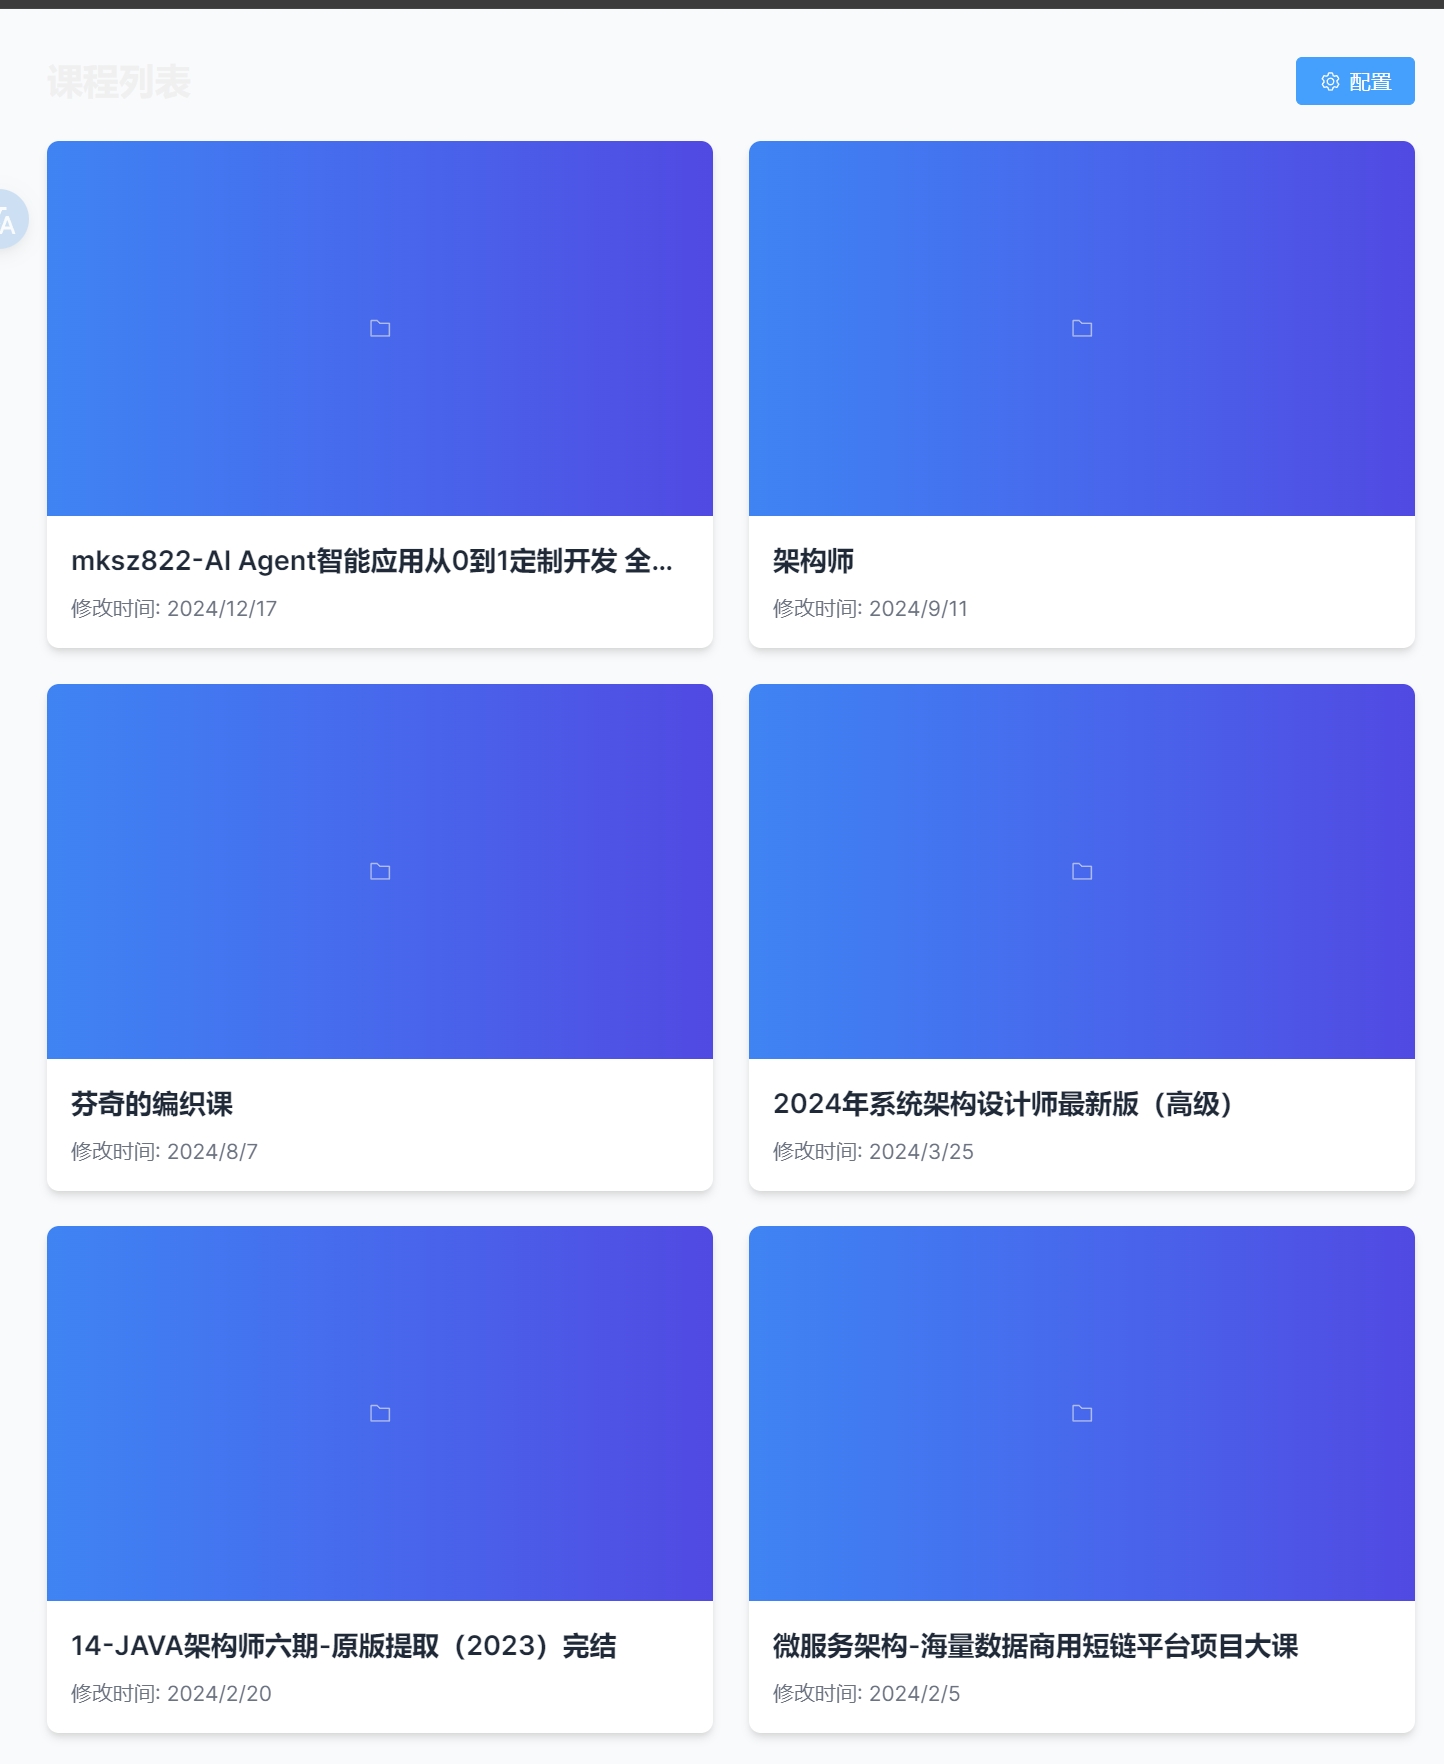 课程列表
配置
A
mksz822-AI Agent智能应用从0到1定制开发 全...
修改时间: 2024/12/17
架构师
修改时间: 2024/9/11
芬奇的编织课
修改时间: 2024/8/7
2024年系统架构设计师最新版（高级）
修改时间: 2024/3/25
14-JAVA架构师六期-原版提取（2023）完结
修改时间: 2024/2/20
微服务架构-海量数据商用短链平台项目大课
修改时间: 2024/2/5